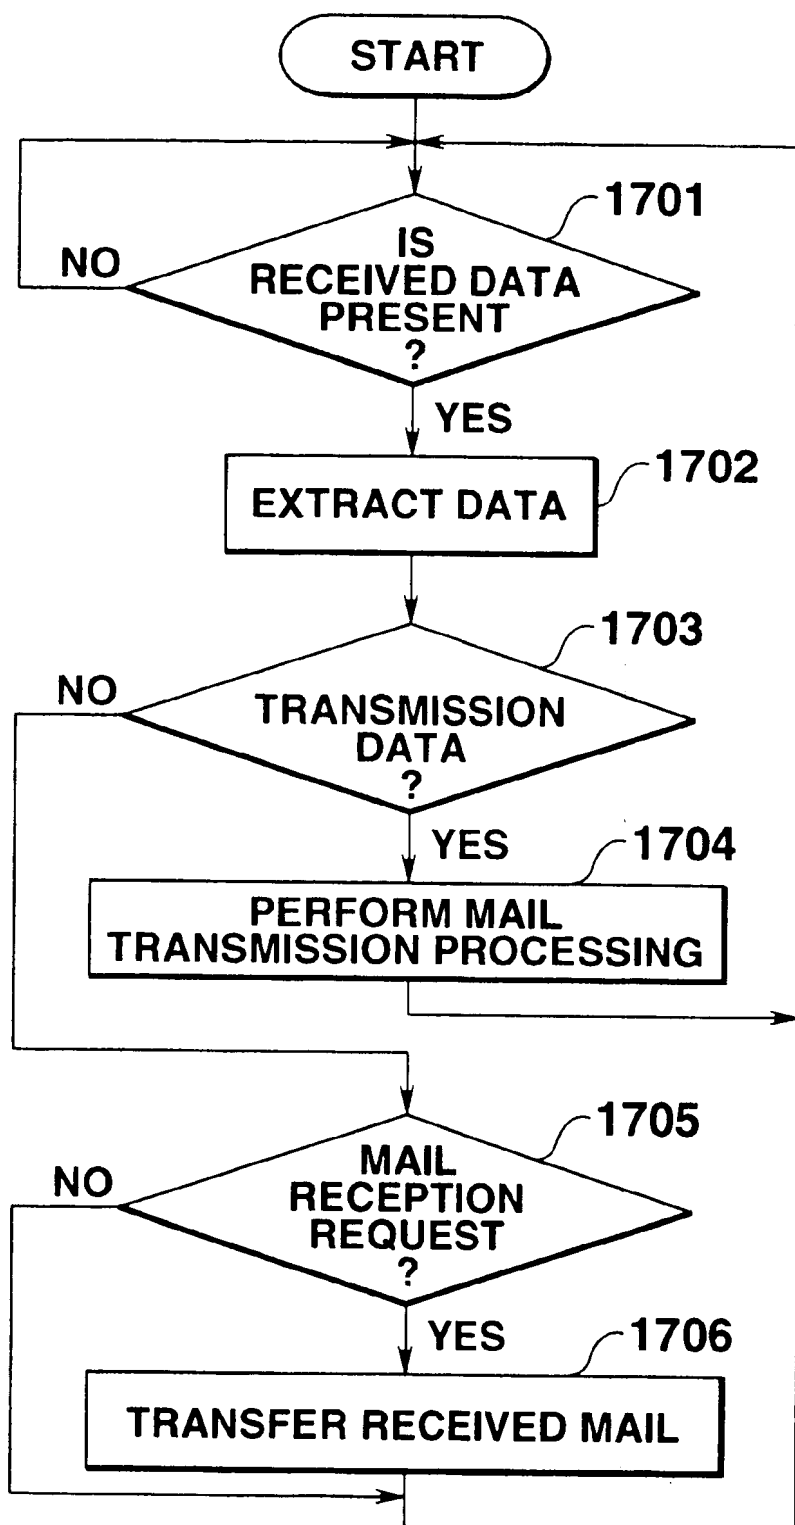 START
1701
IS
RECEIVED DATA
PRESENT
?
NO
YES
1702
EXTRACT DATA
1703
NO
TRANSMISSION
DATA
?
YES
1704
PERFORM MAIL
TRANSMISSION PROCESSING
1705
NO
MAIL
RECEPTION
REQUEST
?
YES
1706
TRANSFER RECEIVED MAIL